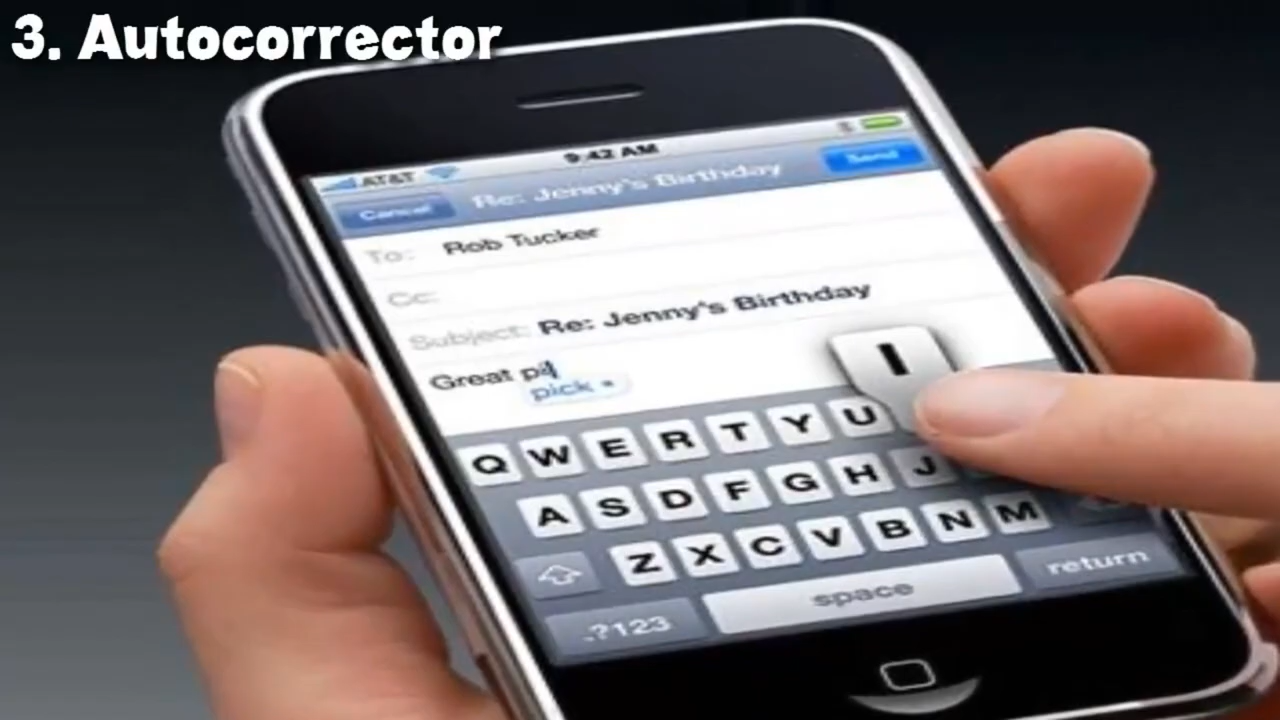 3. Autocorrector
AT&T 9:42 AM
Cancel Re: Jenny's Birthday Send
To: Rob Tucker
Cc:
Subject: Re: Jenny's Birthday
Great pi
pick
I
Q W E R T Y U
A S D F G H J
Z X C V B N M
.?123 space return